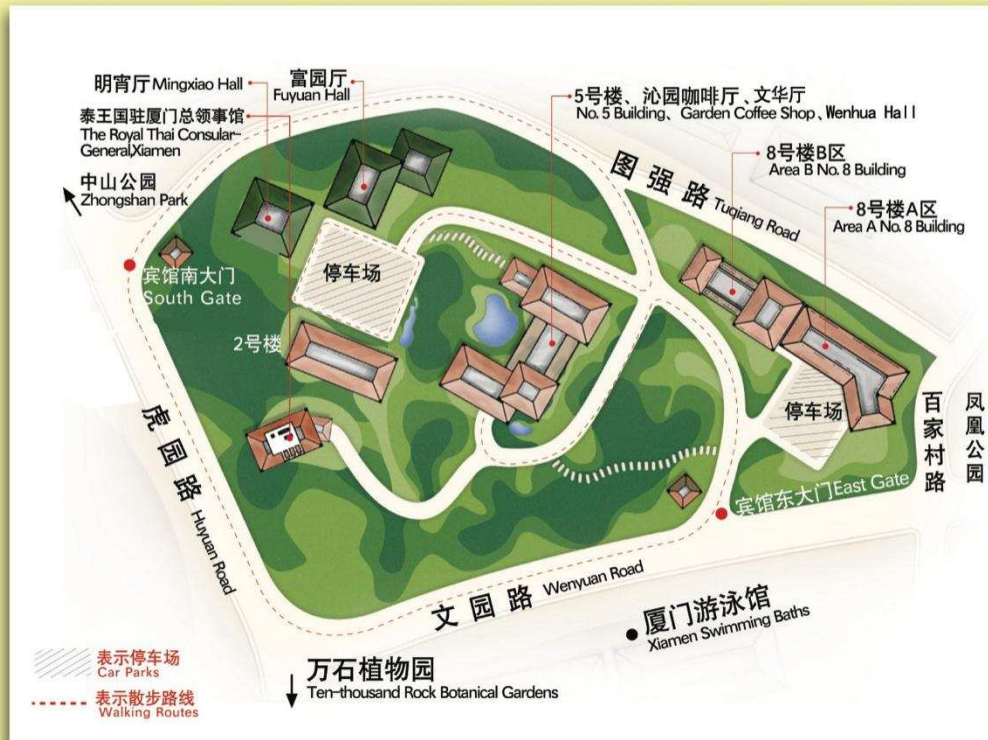 明宵厅 Mingxiao Hall
富园厅
Fuyuan Hall
泰王国驻厦门总领事馆
The Royal Thai Consular-
General,Xiamen
中山公园
Zhongshan Park
5号楼、沁园咖啡厅、文华厅
No. 5 Building、Garden Coffee Shop、Wenhua Hall
8号楼B区
Area B No. 8 Building
8号楼A区
Area A No. 8 Building
图强路 Tuqiang Road
宾馆南大门
South Gate
停车场
2号楼
停车场
虎园路 Huyuan Road
百家村路
凤凰公园
宾馆东大门 East Gate
文园路 Wenyuan Road
厦门游泳馆
Xiamen Swimming Baths
万石植物园
Ten-thousand Rock Botanical Gardens
表示停车场
Car Parks
表示散步路线
Walking Routes